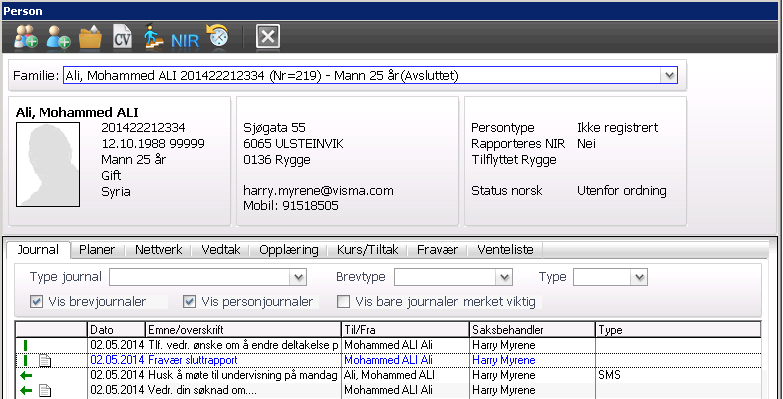 Person
CV NIR
Familie: Ali, Mohammed ALI 201422212334 (Nr=219) - Mann 25 år(Avsluttet)
Ali, Mohammed ALI
201422212334
12.10.1988 99999
Mann 25 år
Gift
Syria
Sjøgata 55
6065 ULSTEINVIK
0136 Rygge
harry.myrene@visma.com
Mobil: 91518505
Persontype Ikke registrert
Rapporteres NIR Nei
Tilflyttet Rygge
Status norsk Utenfor ordning
Journal Planer Nettverk Vedtak Opplæring Kurs/Tiltak Fravær Venteliste
Type journal Brevtype Type
Vis brevjournaler Vis personjournaler Vis bare journaler merket viktig
Dato Emne/overskrift Til/Fra Saksbehandler Type
02.05.2014 Tlf. vedr. ønske om å endre deltakelse p Mohammed ALI Ali Harry Myrene
02.05.2014 Fravær sluttrapport Mohammed ALI Ali Harry Myrene
02.05.2014 Husk å møte til undervisning på mandag Ali, Mohammed ALI Harry Myrene SMS
02.05.2014 Vedr. din søknad om.... Mohammed ALI Ali Harry Myrene